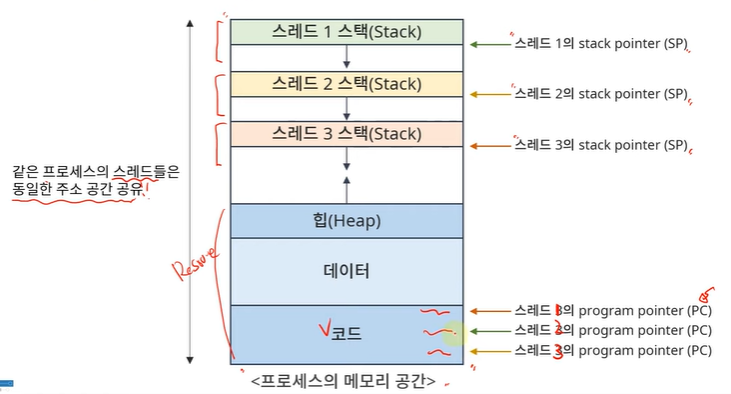 스레드 1 스택(Stack)
스레드 1의 stack pointer (SP)
스레드 2 스택(Stack)
스레드 2의 stack pointer (SP)
스레드 3 스택(Stack)
스레드 3의 stack pointer (SP)
같은 프로세스의 스레드들은
동일한 주소 공간 공유!!
힙(Heap)
데이터
코드
스레드 1의 program pointer (PC)
스레드 2의 program pointer (PC)
스레드 3의 program pointer (PC)
<프로세스의 메모리 공간>